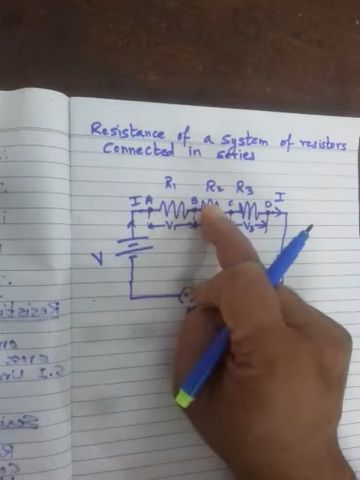 Resistance of a System of resistors
Connected in series
R₁ R₂ R₃
I A B C D I
V₁ V₃
V